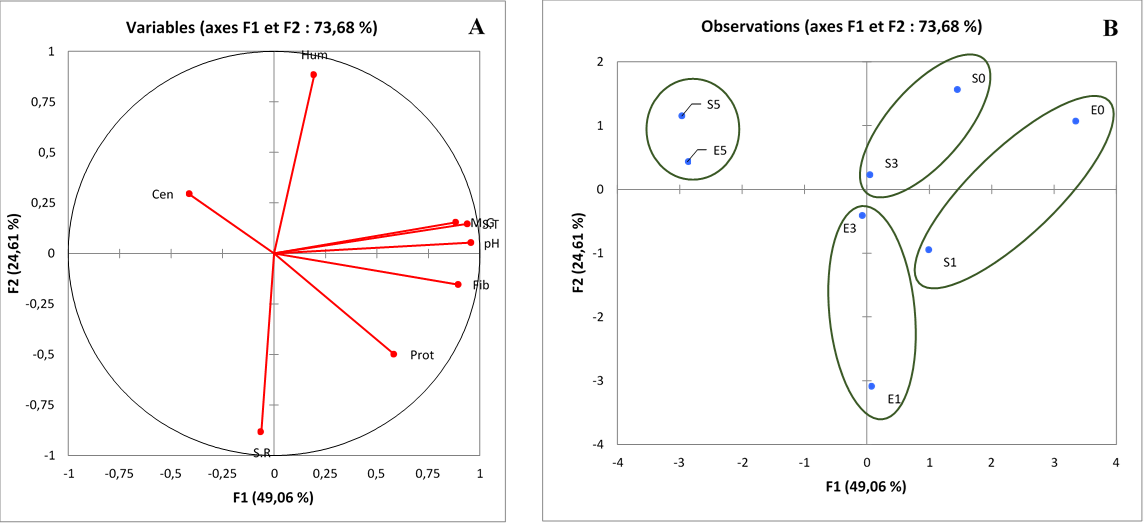 Variables (axes F1 et F2 : 73,68 %)
A
Hum
Cen
M.G
S.T
pH
Fib
Prot
S.R
1
0,75
0,5
0,25
0
-0,25
-0,5
-0,75
-1
-1
-0,75
-0,5
-0,25
0
0,25
0,5
0,75
1
F2 (24,61 %)
F1 (49,06 %)
Observations (axes F1 et F2 : 73,68 %)
B
S5
E5
S0
S3
E0
E3
S1
E1
2
1
0
-1
-2
-3
-4
-4
-3
-2
-1
0
1
2
3
4
F2 (24,61 %)
F1 (49,06 %)